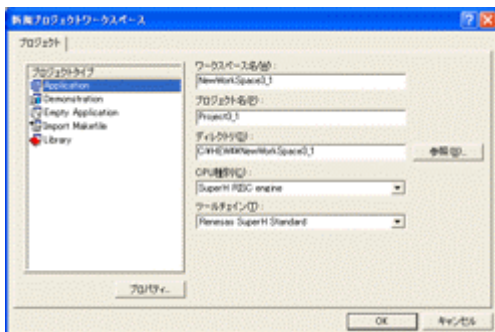 新規プロジェクトワークスペース
プロジェクト
プロジェクトタイプ
Application
Demonstration
Empty Application
Import Makefile
Library
プロパティ...
ワークスペース名(W) :
NewWorkSpace3_1
プロジェクト名(P) :
Project3_1
ディレクトリ(D) :
C:¥HEW4¥NewWorkSpace3_1
参照(B)...
CPU種別(C) :
SuperH RISC engine
ツールチェイン(T) :
Renesas SuperH Standard
OK
キャンセル